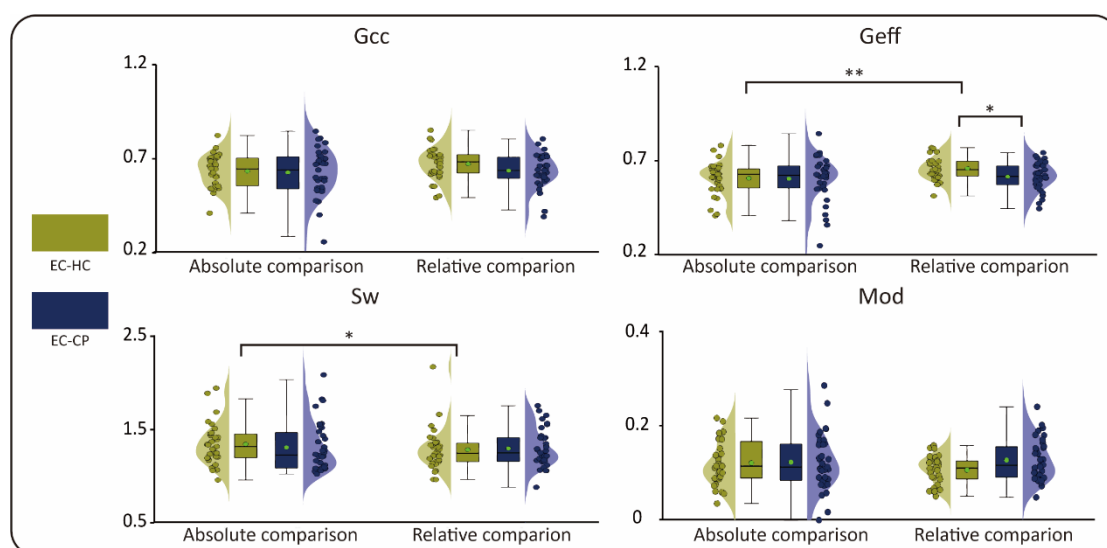 Gcc
1.2
0.7
0.2
Absolute comparison
Relative comparion
Geff
1.2
0.7
0.2
**
*
Absolute comparison
Relative comparion
EC-HC
EC-CP
Sw
2.5
1.5
0.5
*
Absolute comparison
Relative comparion
Mod
0.4
0.2
0
Absolute comparison
Relative comparion